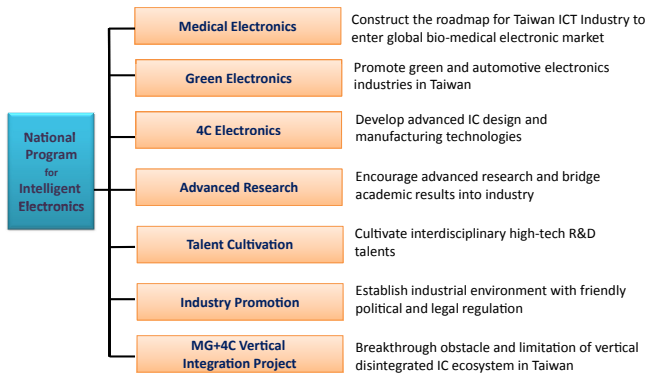 National
Program
for
Intelligent
Electronics
Medical Electronics
Construct the roadmap for Taiwan ICT Industry to
enter global bio-medical electronic market
Green Electronics
Promote green and automotive electronics
industries in Taiwan
4C Electronics
Develop advanced IC design and
manufacturing technologies
Advanced Research
Encourage advanced research and bridge
academic results into industry
Talent Cultivation
Cultivate interdisciplinary high-tech R&D
talents
Industry Promotion
Establish industrial environment with friendly
political and legal regulation
MG+4C Vertical
Integration Project
Breakthrough obstacle and limitation of vertical
disintegrated IC ecosystem in Taiwan